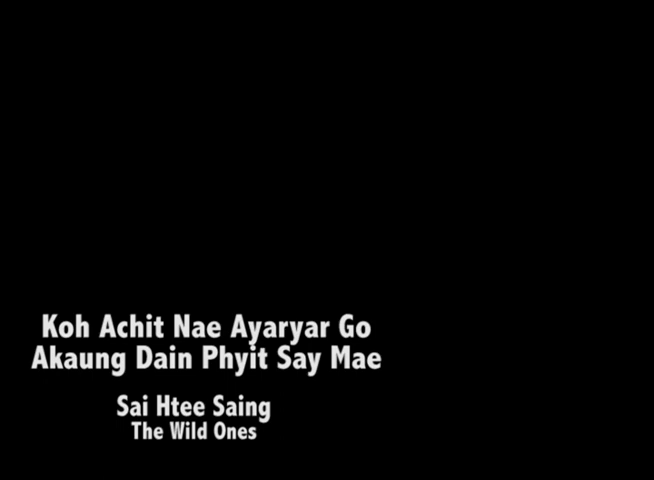 Koh Achit Nae Ayaryar Go
Akaung Dain Phyit Say Mae
Sai Htee Saing
The Wild Ones